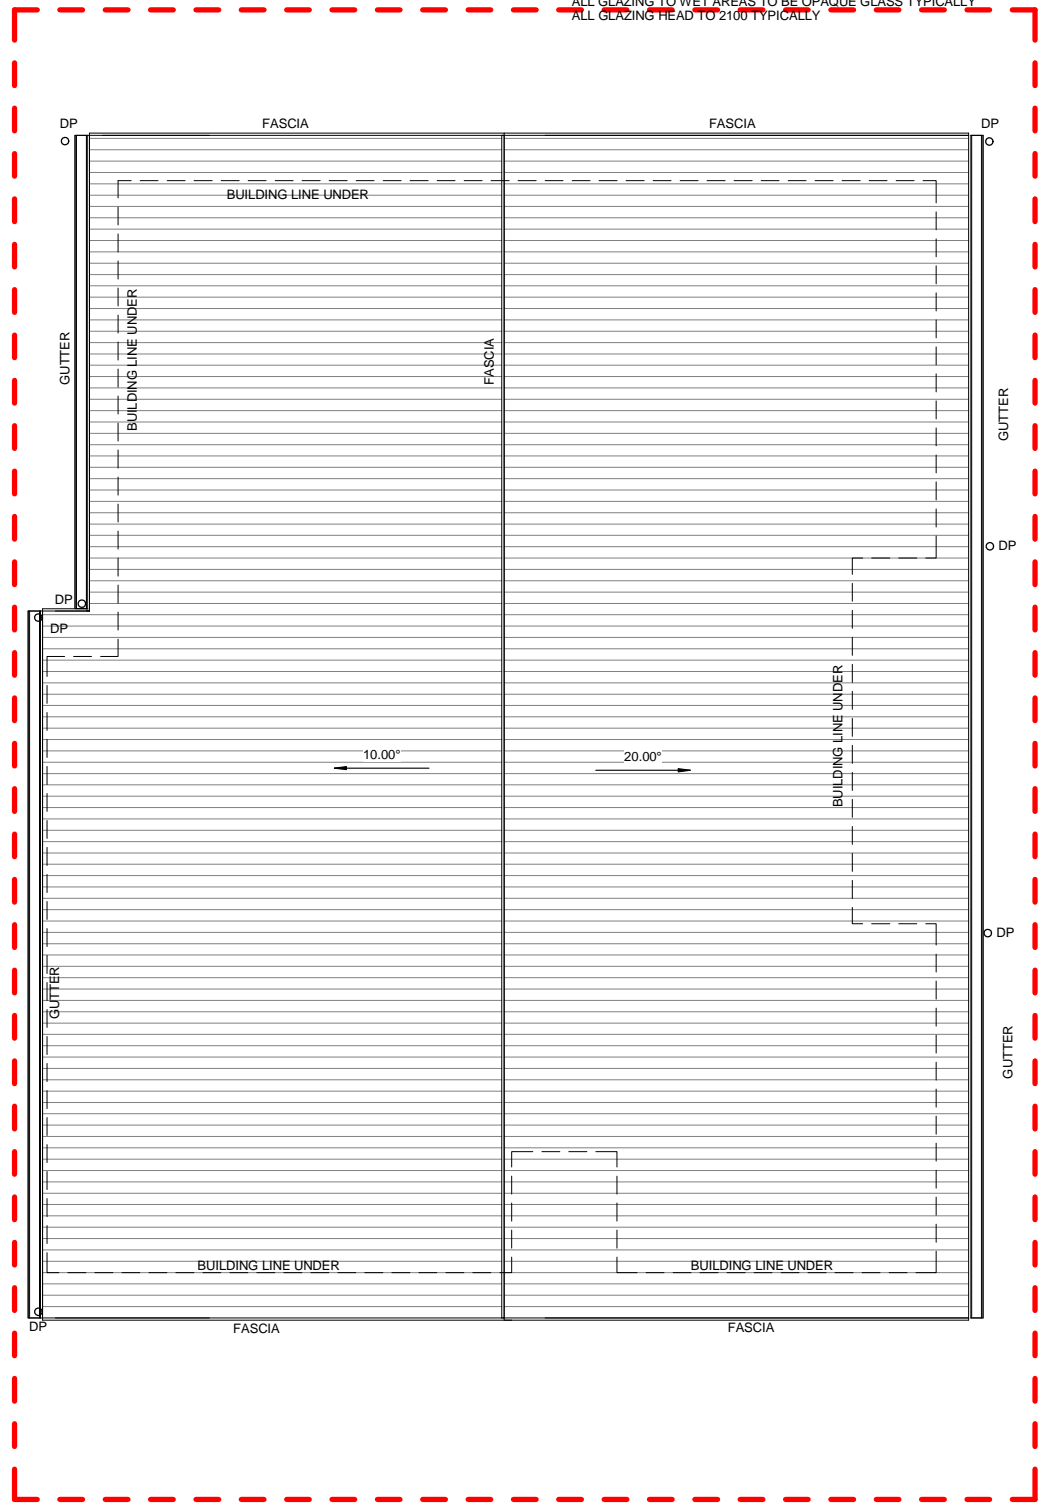 ALL GLAZING TO WET AREAS TO BE OPAQUE GLASS TYPICALLY
ALL GLAZING HEAD TO 2100 TYPICALLY
DP
FASCIA
FASCIA
DP
BUILDING LINE UNDER
BUILDING LINE UNDER
GUTTER
FASCIA
GUTTER
DP
DP
DP
BUILDING LINE UNDER
10.00°
20.00°
DP
GUTTER
GUTTER
BUILDING LINE UNDER
BUILDING LINE UNDER
DP
FASCIA
FASCIA